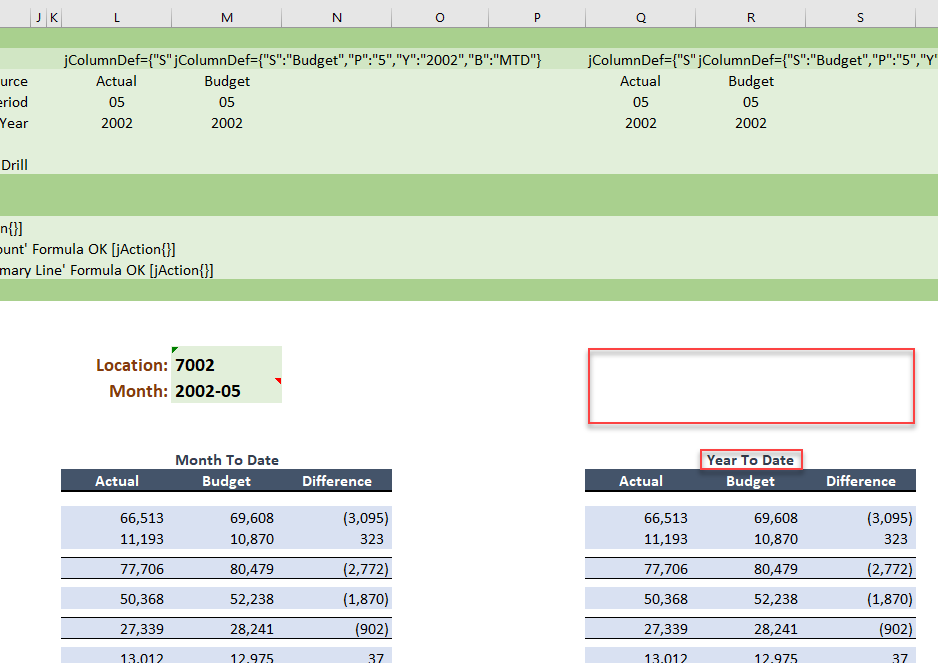 J K L M N O P Q R S
jColumnDef={"S" jColumnDef={"S":"Budget","P":"5","Y":"2002","B":"MTD"} jColumnDef={"S" jColumnDef={"S":"Budget","P":"5","Y"
urce Actual Budget Actual Budget
eriod 05 05 05 05
Year 2002 2002 2002 2002
Drill
n{}]
ount' Formula OK [jAction{}]
mary Line' Formula OK [jAction{}]
Location: 7002
Month: 2002-05
Month To Date Year To Date
Actual Budget Difference Actual Budget Difference
66,513 69,608 (3,095) 66,513 69,608 (3,095)
11,193 10,870 323 11,193 10,870 323
77,706 80,479 (2,772) 77,706 80,479 (2,772)
50,368 52,238 (1,870) 50,368 52,238 (1,870)
27,339 28,241 (902) 27,339 28,241 (902)
13,012 12,975 37 13,012 12,975 37